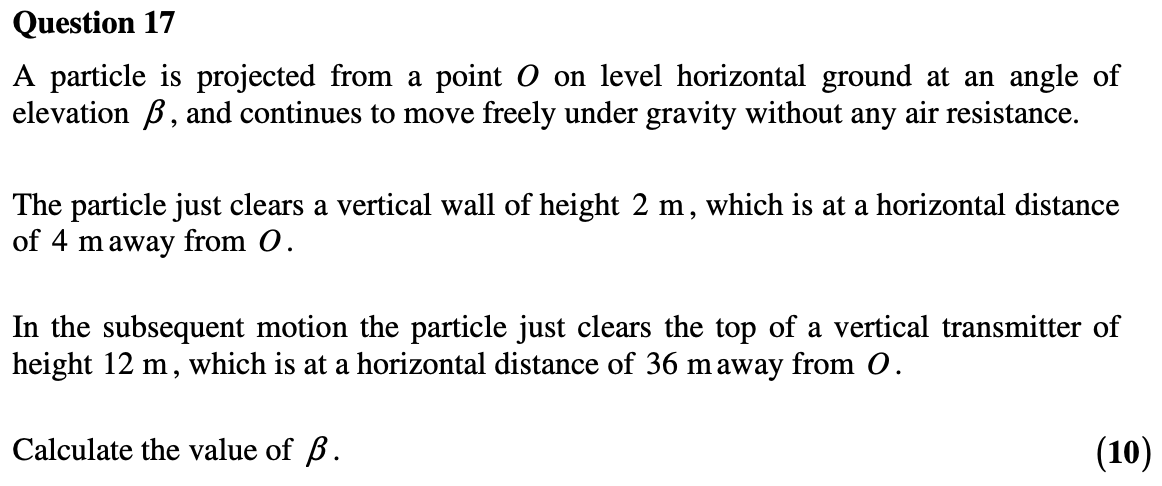 Question 17
A particle is projected from a point O on level horizontal ground at an angle of
elevation β, and continues to move freely under gravity without any air resistance.
The particle just clears a vertical wall of height 2 m, which is at a horizontal distance
of 4 m away from O.
In the subsequent motion the particle just clears the top of a vertical transmitter of
height 12 m, which is at a horizontal distance of 36 m away from O.
Calculate the value of β. (10)